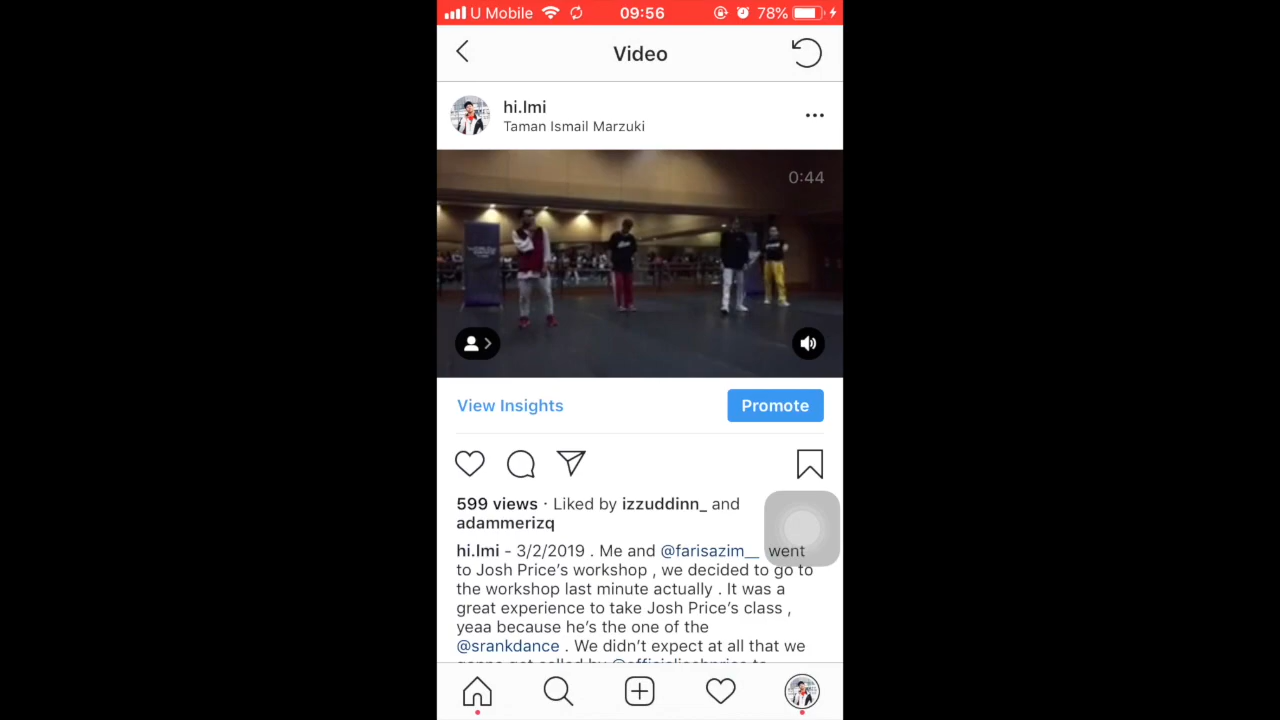 U Mobile 09:56 78%
Video
hi.lmi
Taman Ismail Marzuki
0:44
View Insights
Promote
599 views · Liked by izzuddinn_ and
adammerizq
hi.lmi - 3/2/2019 . Me and @farisazim__ went
to Josh Price's workshop , we decided to go to
the workshop last minute actually . It was a
great experience to take Josh Price's class ,
yeaa because he's the one of the
@srankdance . We didn't expect at all that we